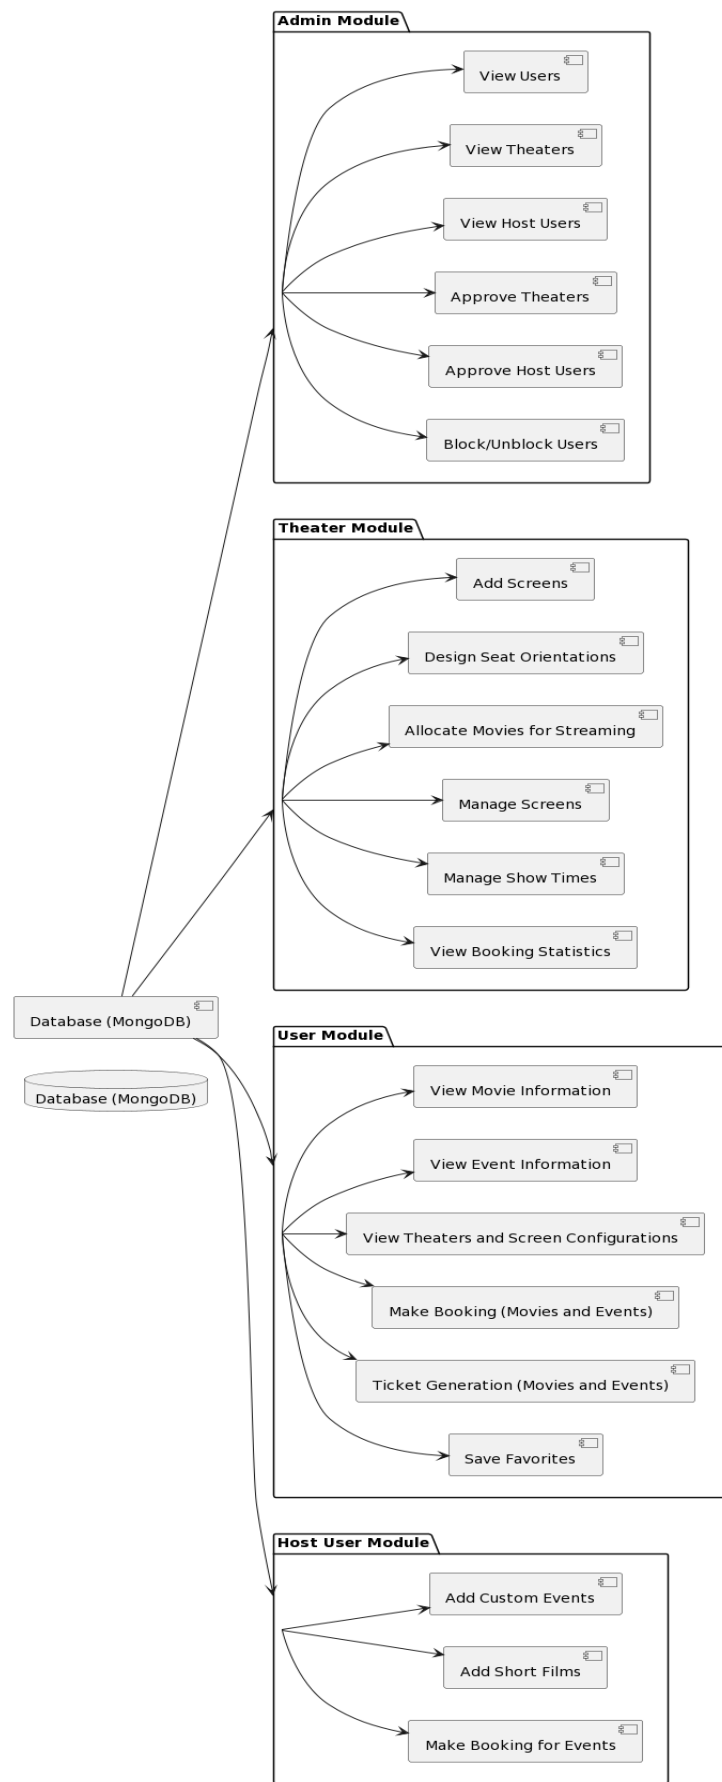 Admin Module
View Users
View Theaters
View Host Users
Approve Theaters
Approve Host Users
Block/Unblock Users
Theater Module
Add Screens
Design Seat Orientations
Allocate Movies for Streaming
Manage Screens
Manage Show Times
View Booking Statistics
Database (MongoDB)
Database (MongoDB)
User Module
View Movie Information
View Event Information
View Theaters and Screen Configurations
Make Booking (Movies and Events)
Ticket Generation (Movies and Events)
Save Favorites
Host User Module
Add Custom Events
Add Short Films
Make Booking for Events